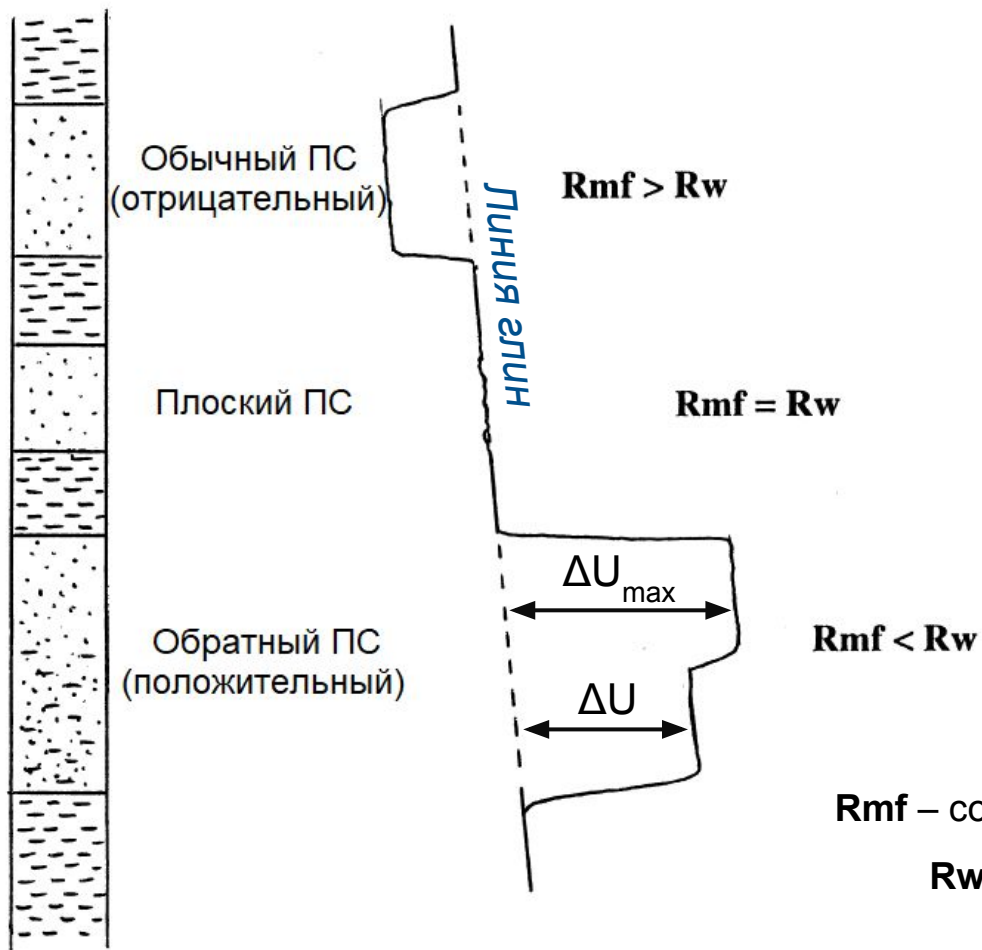 Обычный ПС
(отрицательный)
Rmf > Rw
Линия глин
Плоский ПС
Rmf = Rw
ΔUmax
Обратный ПС
(положительный)
Rmf < Rw
ΔU
Rmf – со
Rw